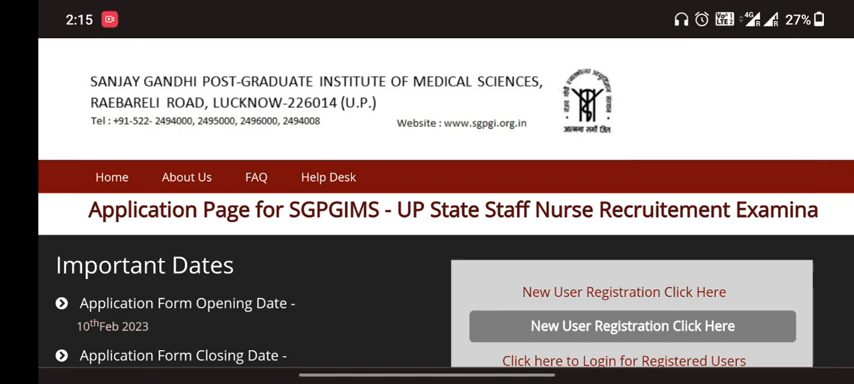 2:15
4G
27%
SANJAY GANDHI POST-GRADUATE INSTITUTE OF MEDICAL SCIENCES,
RAEBARELI ROAD, LUCKNOW-226014 (U.P.)
Tel : +91-522- 2494000, 2495000, 2496000, 2494008
Website : www.sgpgi.org.in
Home About Us FAQ Help Desk
Application Page for SGPGIMS - UP State Staff Nurse Recruitement Examina
Important Dates
Application Form Opening Date -
10thFeb 2023
Application Form Closing Date -
New User Registration Click Here
New User Registration Click Here
Click here to Login for Registered Users